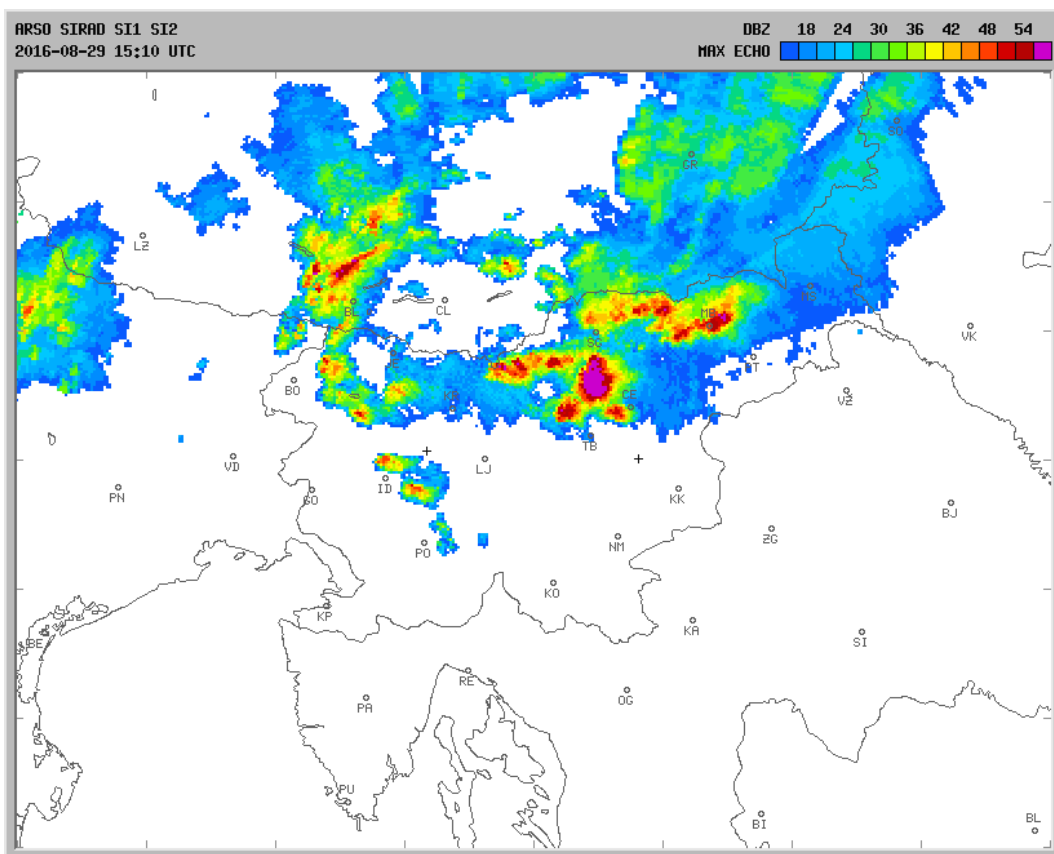 ARSO SIRAD SI1 SI2
2016-08-29 15:10 UTC
DBZ 18 24 30 36 42 48 54
MAX ECHO
SO
GR
LZ
MS
BL
CL
MB
VK
SG
PT
BO
VZ
CE
TB
VD
LJ
PN
GO
ID
KK
BJ
ZG
PO
NM
KO
KP
KA
SI
BE
RE
PA
OG
PU
BI
BL